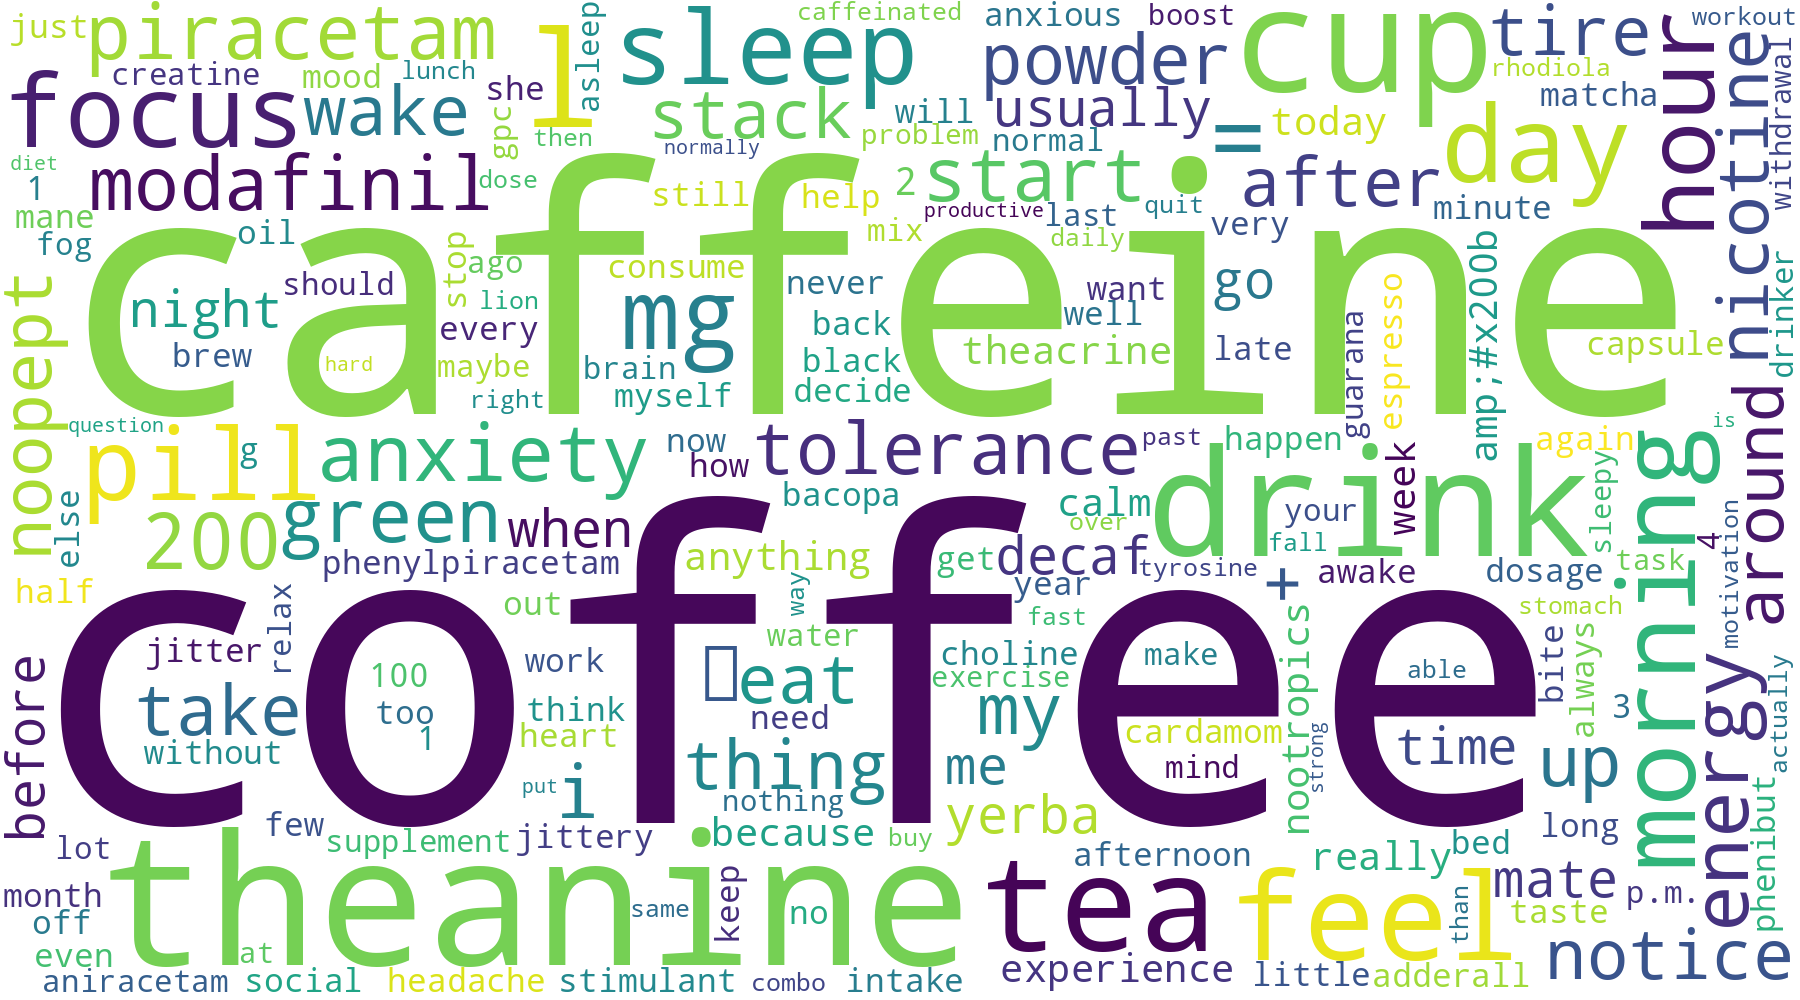 just
piracetam
creatine
mood
lunch
she
l
asleep
sleep
caffeinated
anxious
boost
cup
tire
workout
rhodiola
powder
hour
nicotine
withdrawal
focus
wake
gpc
then
stack
will
usually
problem
normal
=
today
matcha
day
diet
1
modafinil
dose
normally
still
help
2
start
productive
last
quit
after
very
minute
mane
fog
oil
stop
ago
mix
daily
caffeine
night
should
lion
consume
never
want
go
amp;#x200b
drinker
noopept
every
mg
back
well
guarana
espresso
late
capsule
brew
hard
maybe
brain
black
theacrine
right
myself
decide
question
pill
g
anxiety
now
how
tolerance
past
happen
again
is
else
200
green
when
bacopa
calm
over
drink
week
your
sleepy
4
morning
around
motivation
phenylpiracetam
anything
get
decaf
tyrosine
fall
awake
dosage
task
half
relax
out
way
year
+
nootropics
stomach
coffee
jitter
100
work
water
eat
choline
exercise
fast
make
able
bite
always
before
take
too
1
think
need
my
cardamom
strong
time
3
energy
actually
without
heart
thing
me
mind
up
put
i
nothing
yerba
few
supplement
jittery
because
buy
long
lot
theanine
keep
tea
afternoon
feel
really
bed
mate
p.m.
phenibut
month
off
same
no
than
taste
even
at
experience
notice
aniracetam
social
headache
stimulant
combo
intake
little
adderall